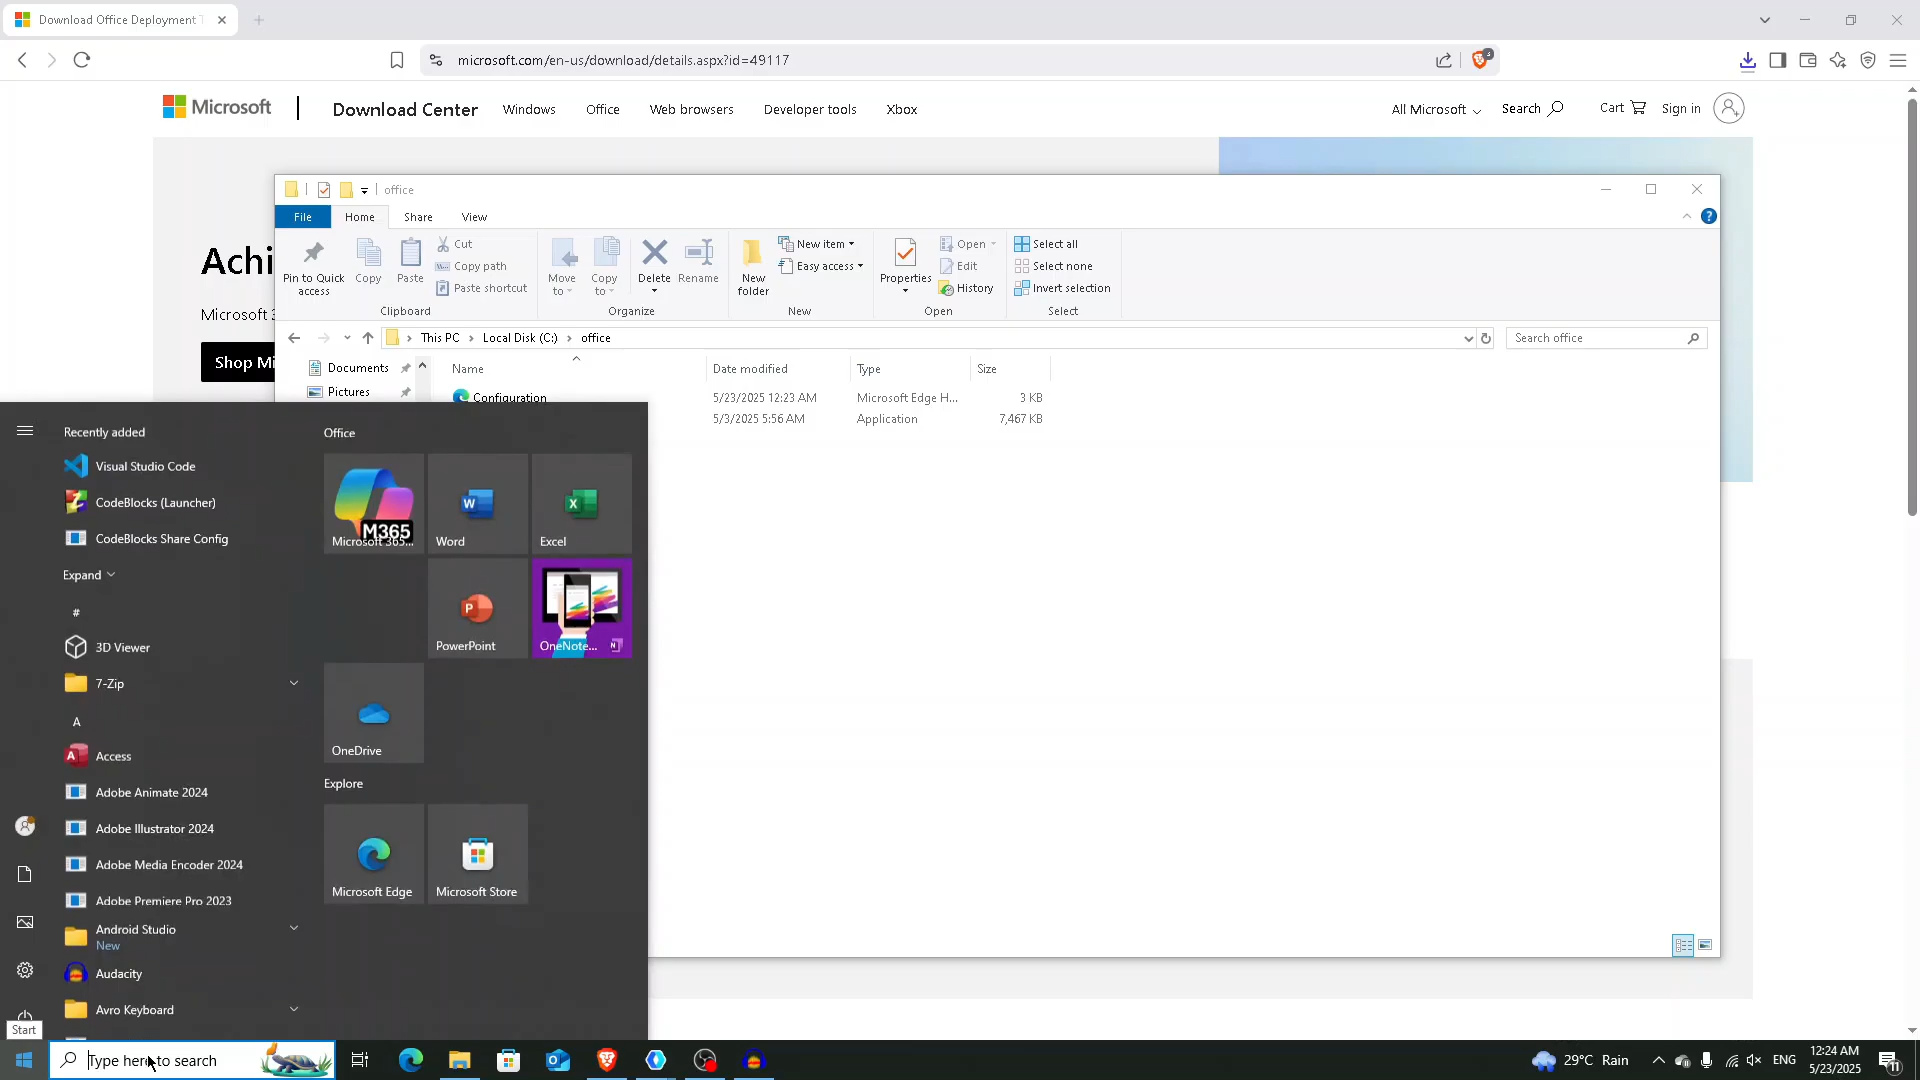 Download Office Deployment T
microsoft.com/en-us/download/details.aspx?id=49117
3
Microsoft
Download Center
Windows
Office
Web browsers
Developer tools
Xbox
All Microsoft
Search
Cart
Sign in
Achi
Microsoft 3
Shop Mi
office
File
Home
Share
View
Pin to Quick access
Copy
Paste
Cut
Copy path
Paste shortcut
Clipboard
Move to
Copy to
Delete
Rename
Organize
New folder
New item
Easy access
New
Properties
Open
Edit
History
Open
Select all
Select none
Invert selection
Select
This PC > Local Disk (C:) > office
Search office
Documents
Pictures
Name
Date modified
Type
Size
Configuration
5/23/2025 12:23 AM
Microsoft Edge H...
3 KB
5/3/2025 5:56 AM
Application
7,467 KB
Recently added
Visual Studio Code
CodeBlocks (Launcher)
CodeBlocks Share Config
Expand
#
3D Viewer
7-Zip
A
Access
Adobe Animate 2024
Adobe Illustrator 2024
Adobe Media Encoder 2024
Adobe Premiere Pro 2023
Android Studio
New
Audacity
Avro Keyboard
Office
M365
Microsoft 365...
Word
Excel
PowerPoint
OneNote...
OneDrive
Explore
Microsoft Edge
Microsoft Store
Start
Type here to search
29°C Rain
ENG
12:24 AM
5/23/2025
11